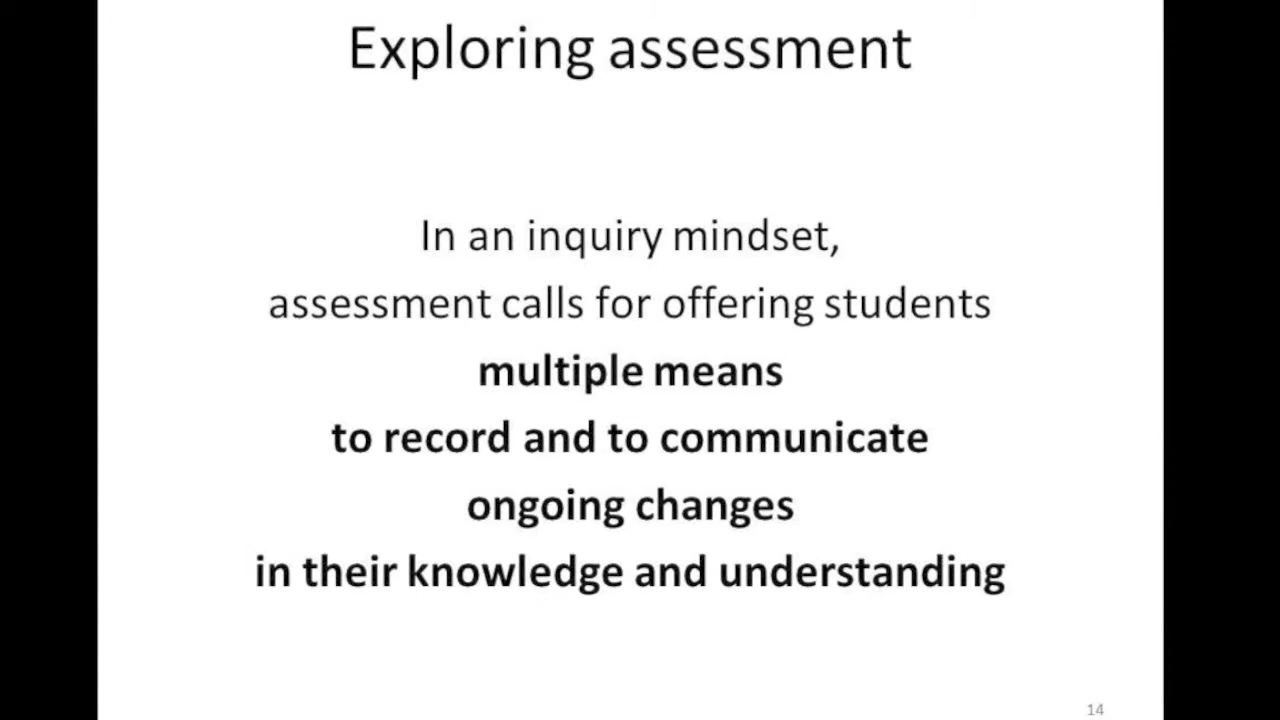 Exploring assessment
In an inquiry mindset,
assessment calls for offering students
multiple means
to record and to communicate
ongoing changes
in their knowledge and understanding
14